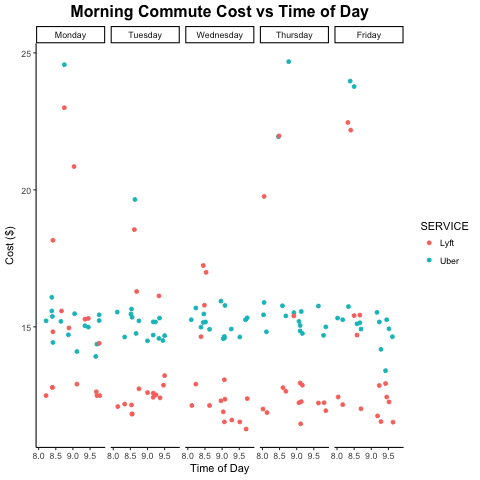 Morning Commute Cost vs Time of Day
Monday Tuesday Wednesday Thursday Friday
25
20
15
Cost ($)
SERVICE
Lyft
Uber
8.0 8.5 9.0 9.5 8.0 8.5 9.0 9.5 8.0 8.5 9.0 9.5 8.0 8.5 9.0 9.5 8.0 8.5 9.0 9.5
Time of Day